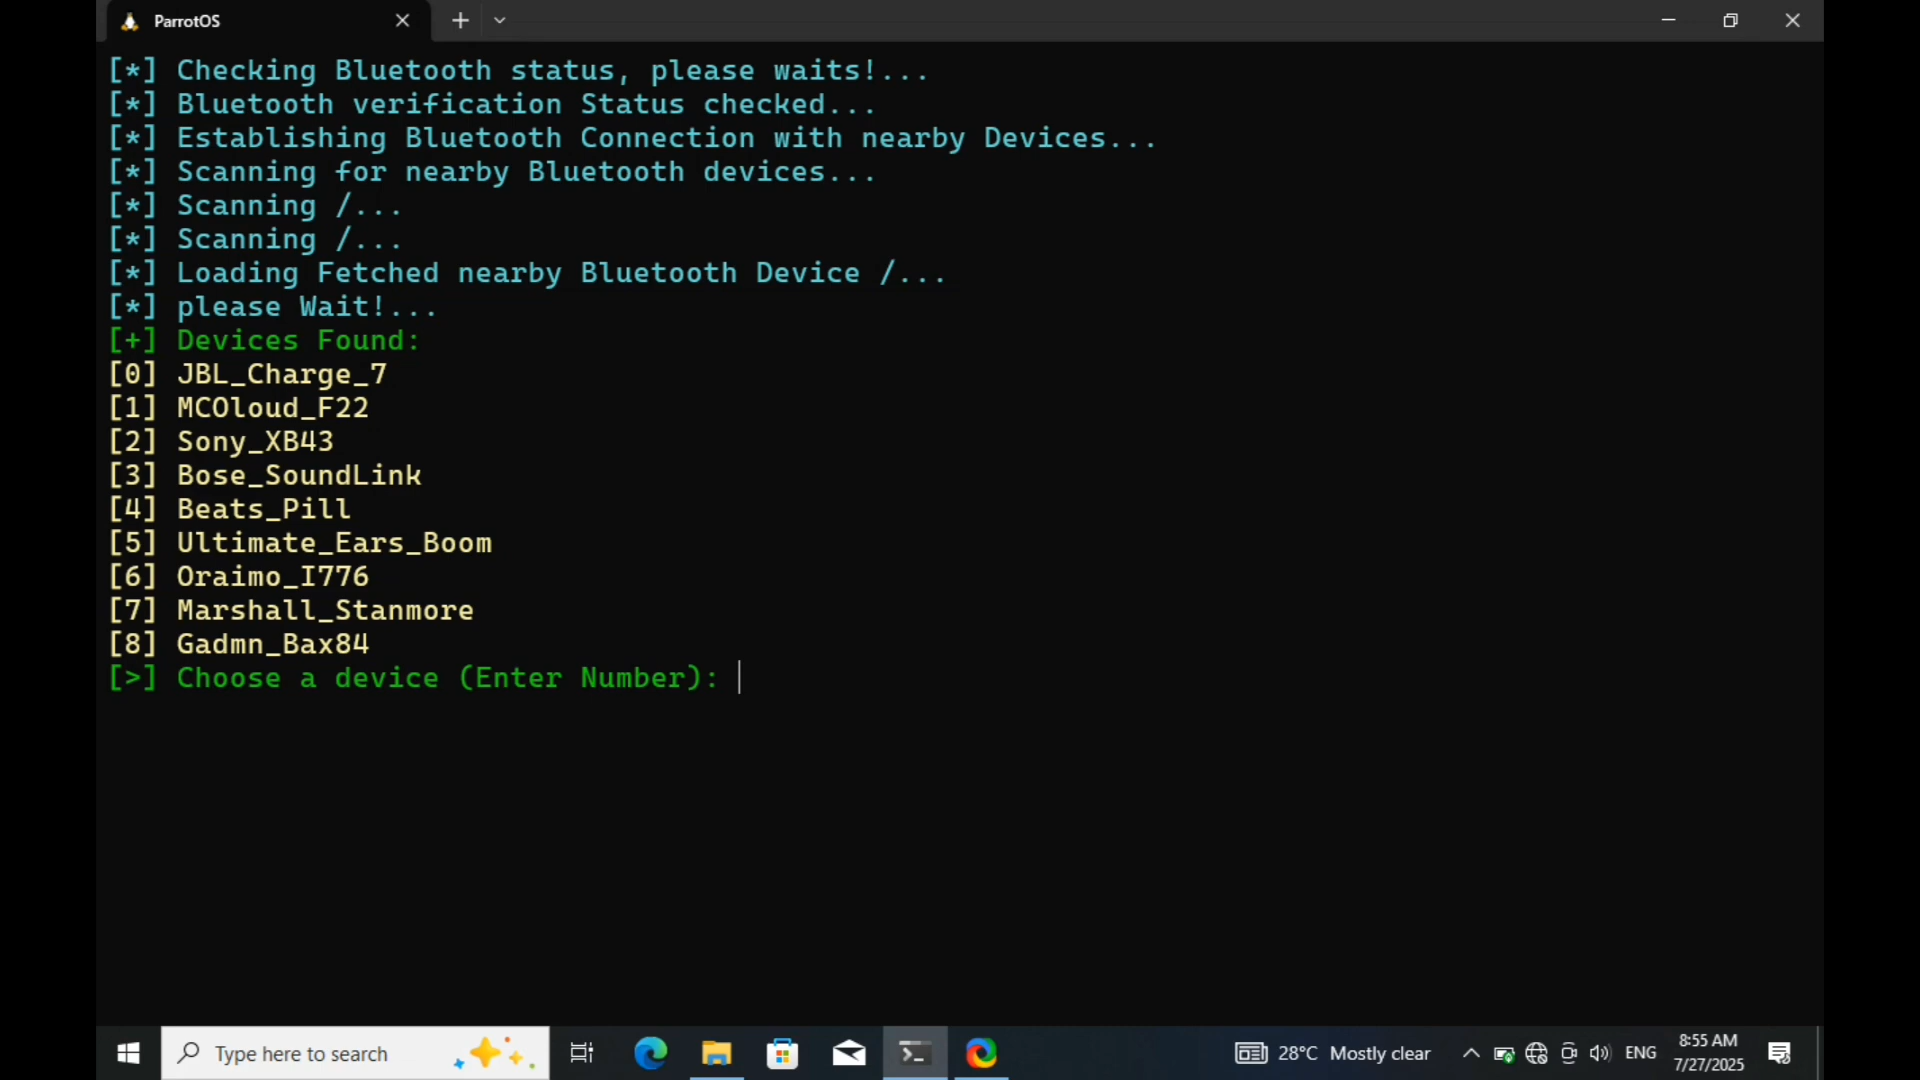 ParrotOS
[*] Checking Bluetooth status, please waits!...
[*] Bluetooth verification Status checked...
[*] Establishing Bluetooth Connection with nearby Devices...
[*] Scanning for nearby Bluetooth devices...
[*] Scanning /...
[*] Scanning /...
[*] Loading Fetched nearby Bluetooth Device /...
[*] please Wait!...
[+] Devices Found:
[0] JBL_Charge_7
[1] MCOloud_F22
[2] Sony_XB43
[3] Bose_SoundLink
[4] Beats_Pill
[5] Ultimate_Ears_Boom
[6] Oraimo_I776
[7] Marshall_Stanmore
[8] Gadmn_Bax84
[>] Choose a device (Enter Number):
Type here to search
28°C Mostly clear
ENG
8:55 AM
7/27/2025